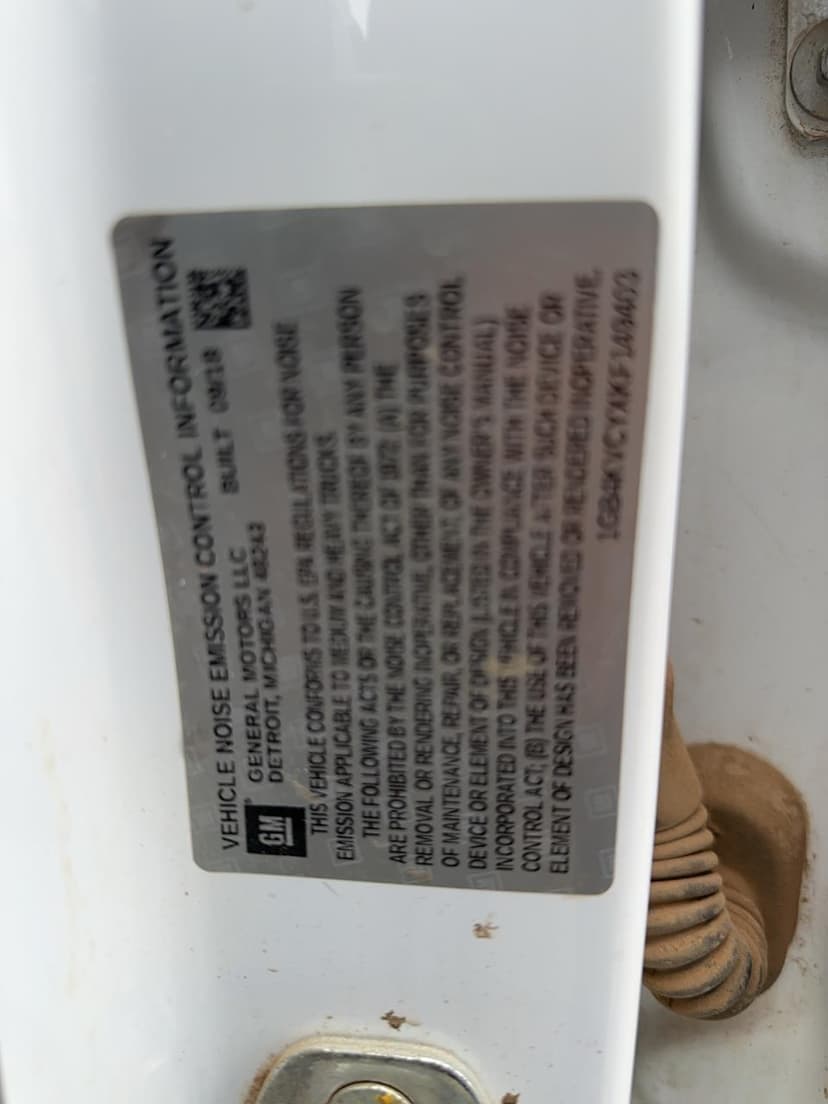 VEHICLE NOISE EMISSION CONTROL INFORMATION
GM
GENERAL MOTORS LLC
DETROIT, MICHIGAN 48243
BUILT 09/18
THIS VEHICLE CONFORMS TO U.S. EPA REGULATIONS FOR NOISE
EMISSION APPLICABLE TO MEDIUM AND HEAVY TRUCKS.
THE FOLLOWING ACTS OR THE CAUSING THEREOF BY ANY PERSON
ARE PROHIBITED BY THE NOISE CONTROL ACT OF 1972: (A) THE
REMOVAL OR RENDERING INOPERATIVE, OTHER THAN FOR PURPOSES
OF MAINTENANCE, REPAIR, OR REPLACEMENT, OF ANY NOISE CONTROL
DEVICE OR ELEMENT OF DESIGN (LISTED IN THE OWNER'S MANUAL)
INCORPORATED INTO THIS VEHICLE IN COMPLIANCE WITH THE NOISE
CONTROL ACT; (B) THE USE OF THIS VEHICLE AFTER SUCH DEVICE OR
ELEMENT OF DESIGN HAS BEEN REMOVED OR RENDERED INOPERATIVE.